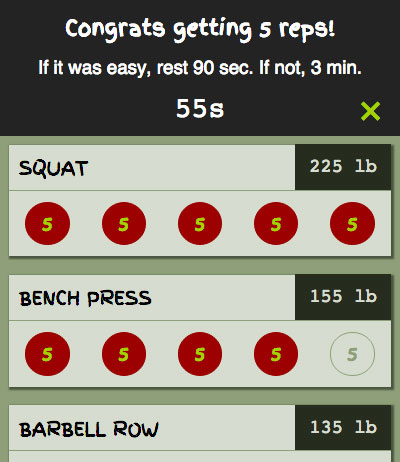 Congrats getting 5 reps!
If it was easy, rest 90 sec. If not, 3 min.
55s
SQUAT 225 lb
5 5 5 5 5
BENCH PRESS 155 lb
5 5 5 5 5
BARBELL ROW 135 lb